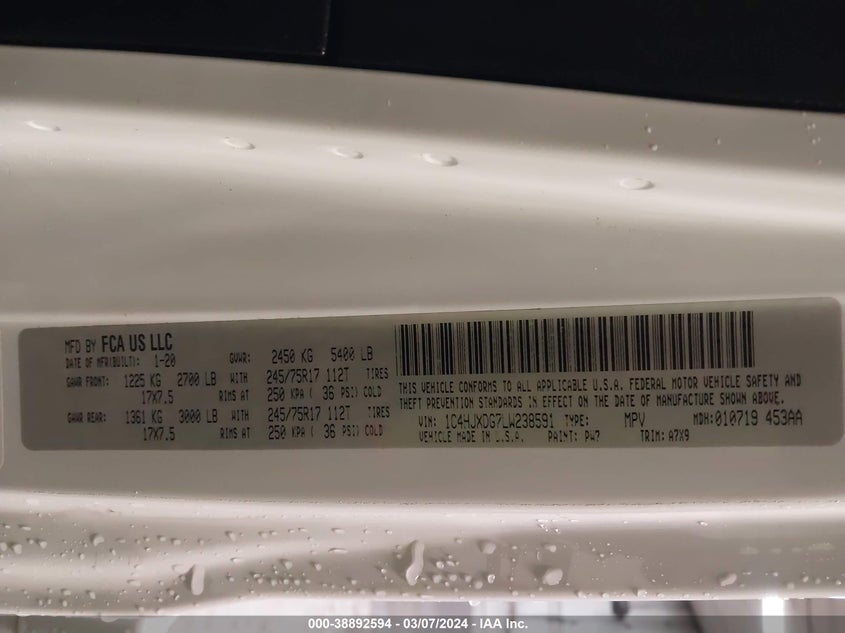 MFD BY FCA US LLC
DATE OF MFR(BUILT): 1-20 GVWR: 2450 KG 5400 LB
GAWR FRONT: 1225 KG 2700 LB WITH 245/75R17 112T TIRES
17X7.5 RIMS AT 250 KPA ( 36 PSI) COLD
GAWR REAR: 1361 KG 3000 LB WITH 245/75R17 112T TIRES
17X7.5 RIMS AT 250 KPA ( 36 PSI) COLD
THIS VEHICLE CONFORMS TO ALL APPLICABLE U.S.A. FEDERAL MOTOR VEHICLE SAFETY AND
THEFT PREVENTION STANDARDS IN EFFECT ON THE DATE OF MANUFACTURE SHOWN ABOVE.
VIN: 1C4HJXDG7LW238591 TYPE: MPV MDH:010719 453AA
VEHICLE MADE IN U.S.A. PAINT: PW7 TRIM: A7X9
000-38892594 - 03/07/2024 - IAA Inc.